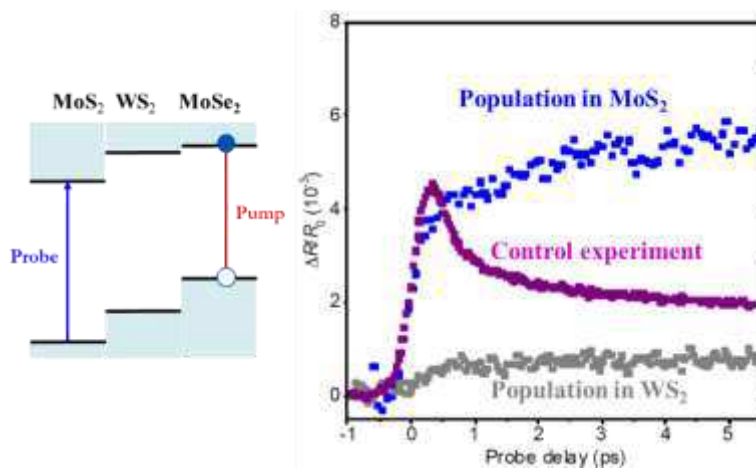 MoS₂ WS₂ MoSe₂
Probe
Pump
ΔR/R₀ (10⁻³)
8
6
4
2
0
Population in MoS₂
Control experiment
Population in WS₂
-1 0 1 2 3 4 5
Probe delay (ps)